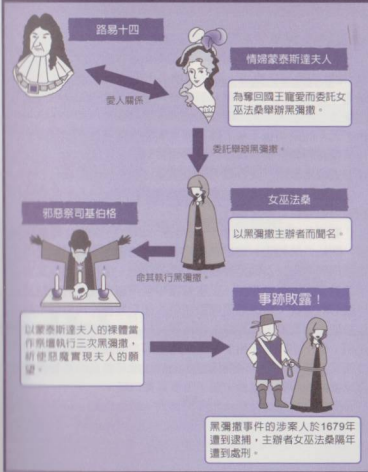 路易十四
情婦蒙泰斯達夫人
愛人關係
為奪回國王寵愛而委託女
巫法桑舉辦黑彌撒。
委託舉辦黑彌撒。
女巫法桑
以黑彌撒主辦者而聞名。
邪惡祭司基伯格
命其執行黑彌撒。
以蒙泰斯達夫人的裸體當
作祭壇執行三次黑彌撒，
祈使惡魔實現夫人的願
望。
事跡敗露！
黑彌撒事件的涉案人於1679年
遭到逮捕，主辦者女巫法桑隔年
遭到處刑。